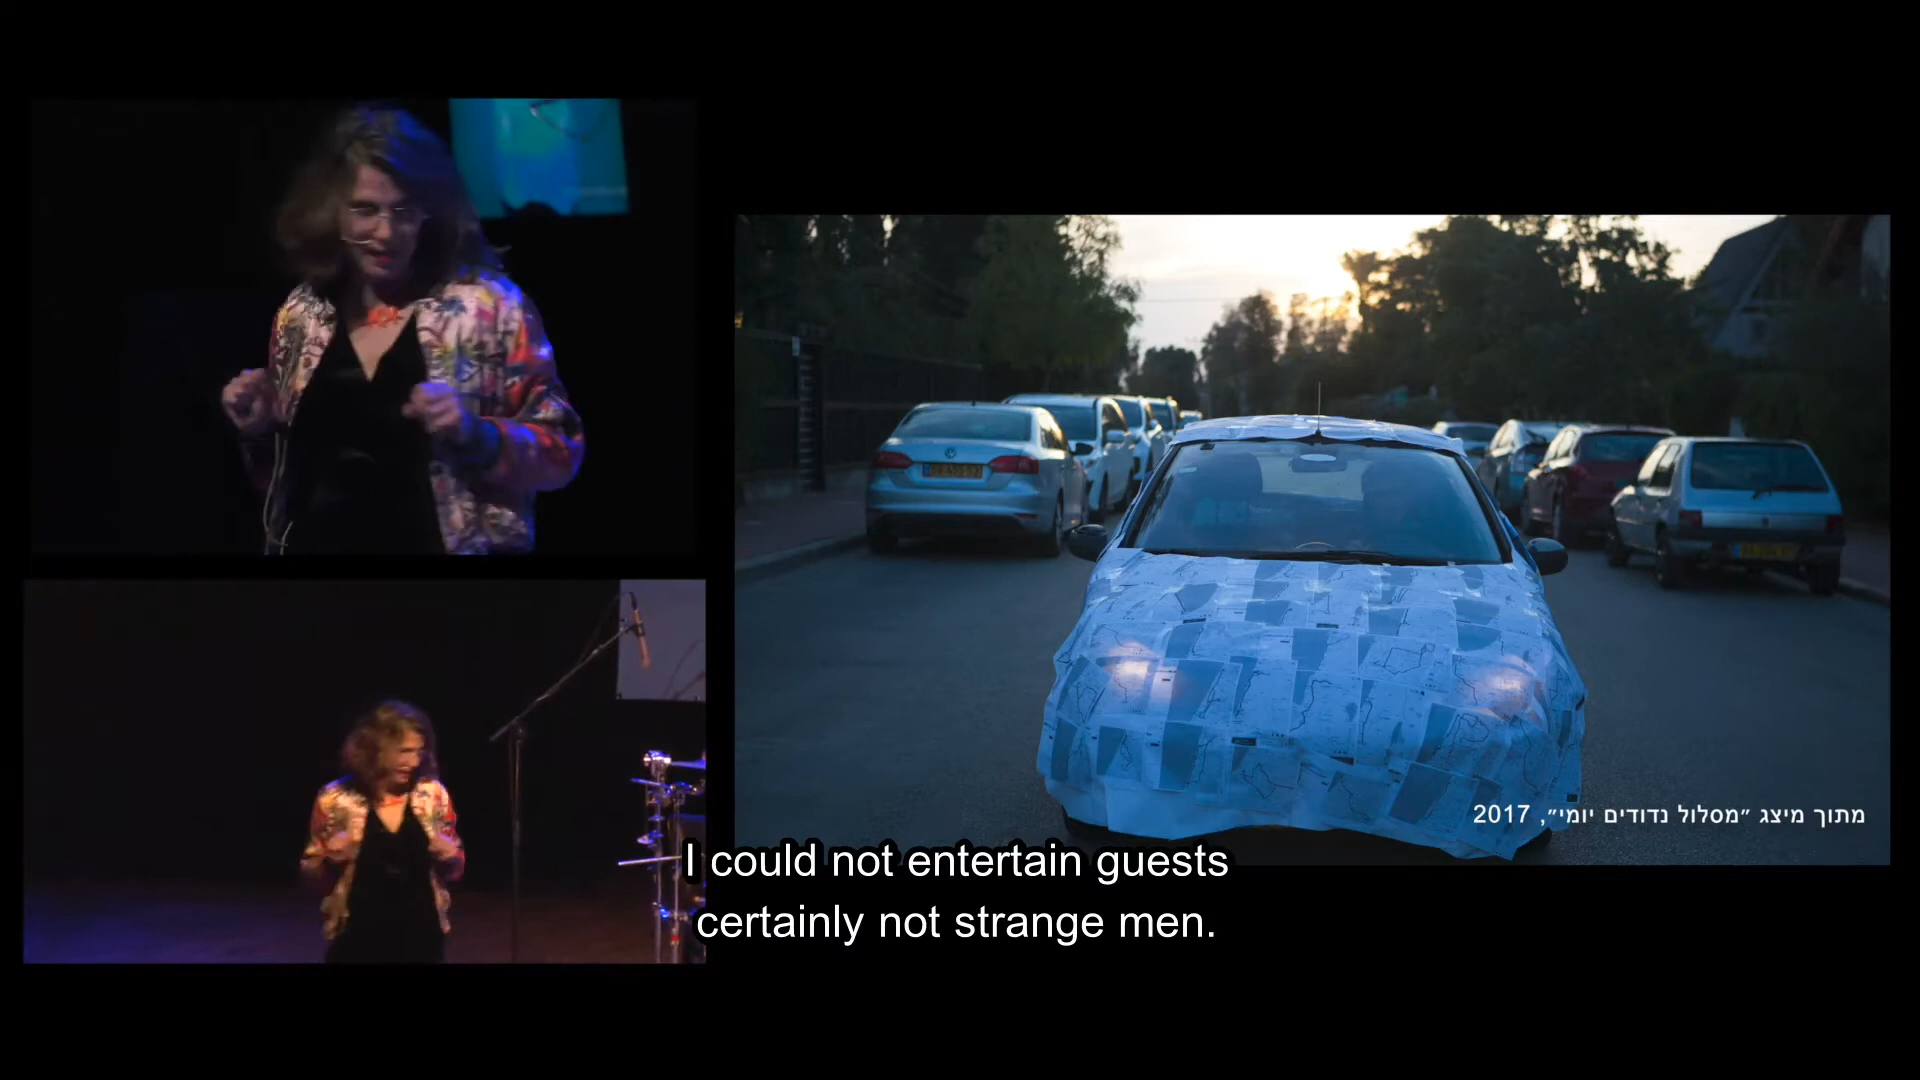 מתוך מיצג ״מסלול נדודים יומי״, 2017
I could not entertain guests
certainly not strange men.